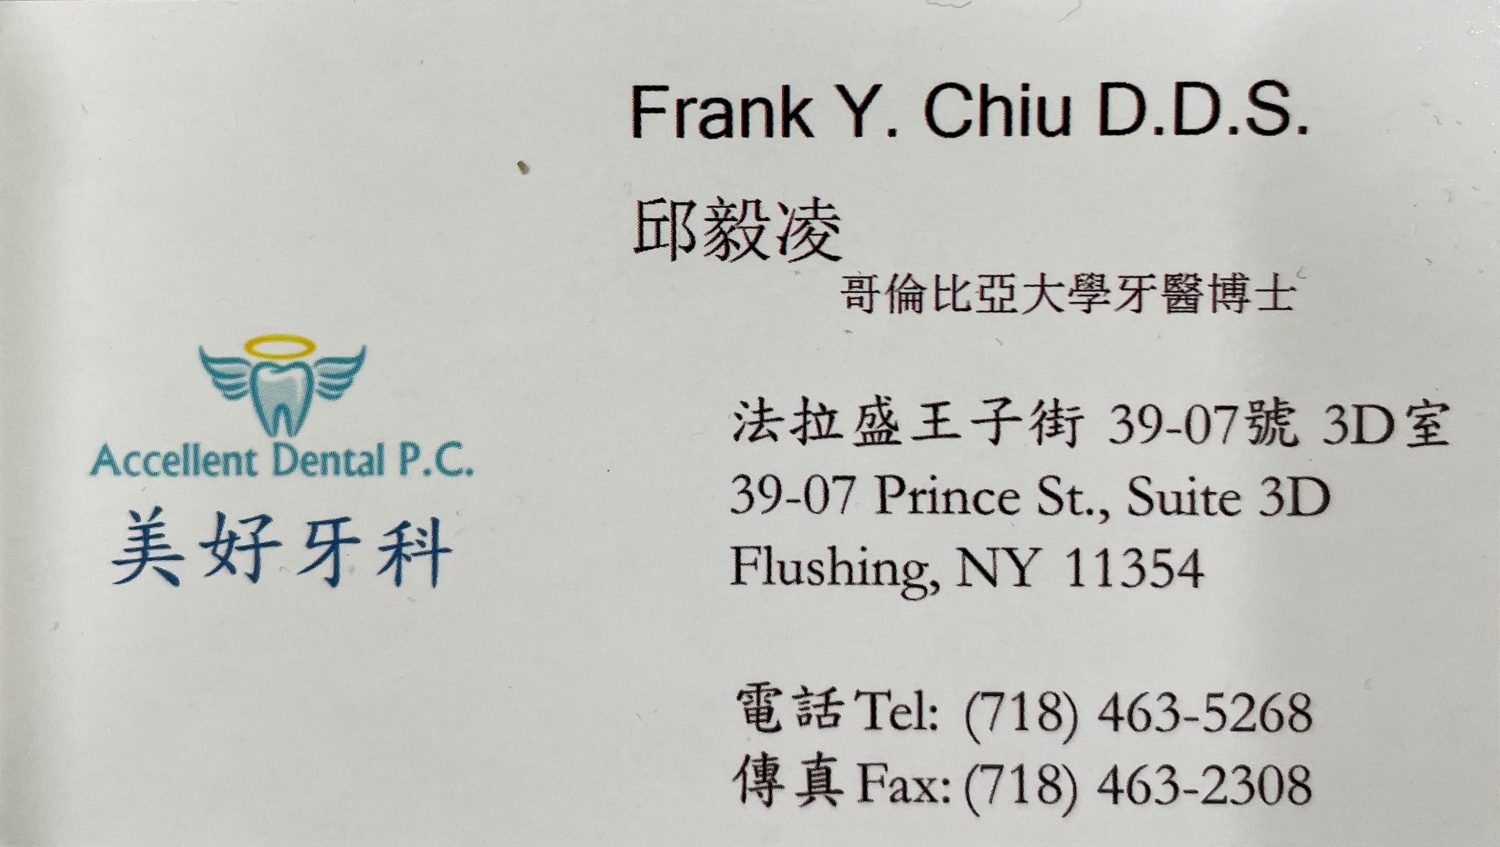 Frank Y. Chiu D.D.S.
邱毅凌
哥倫比亞大學牙醫博士
Accellent Dental P.C.
美好牙科
法拉盛王子街 39-07號 3D室
39-07 Prince St., Suite 3D
Flushing, NY 11354
電話 Tel: (718) 463-5268
傳真 Fax: (718) 463-2308